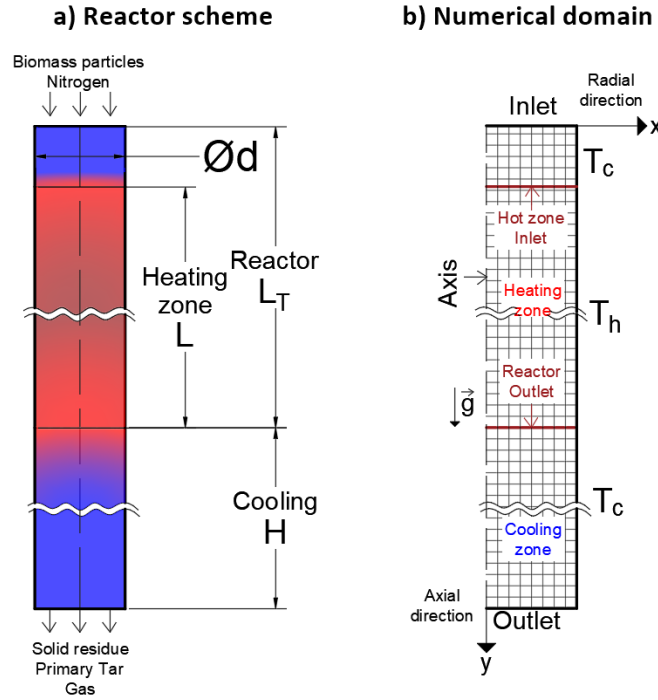 a) Reactor scheme
Biomass particles
Nitrogen
Ød
Heating
zone
L
Reactor
L_T
Cooling
H
Solid residue
Primary Tar
Gas
b) Numerical domain
Radial
direction
Inlet
x
T_c
Hot zone
Inlet
Axis
Heating
zone
T_h
Reactor
Outlet
g
T_c
Cooling
zone
Axial
direction
Outlet
y